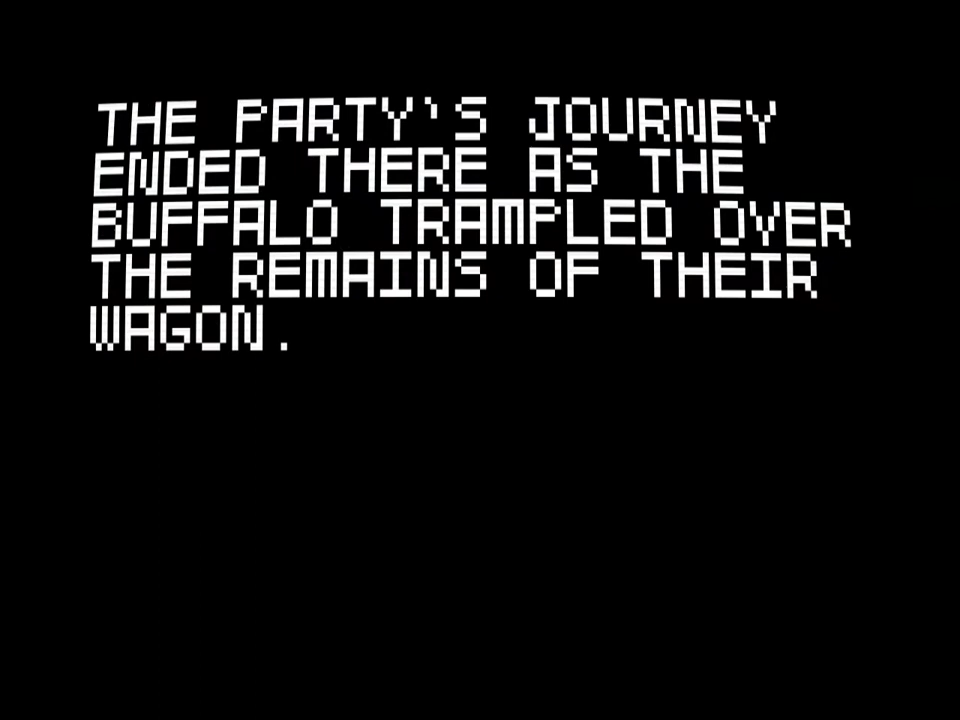 THE PARTY'S JOURNEY
ENDED THERE AS THE
BUFFALO TRAMPLED OVER
THE REMAINS OF THEIR
WAGON.